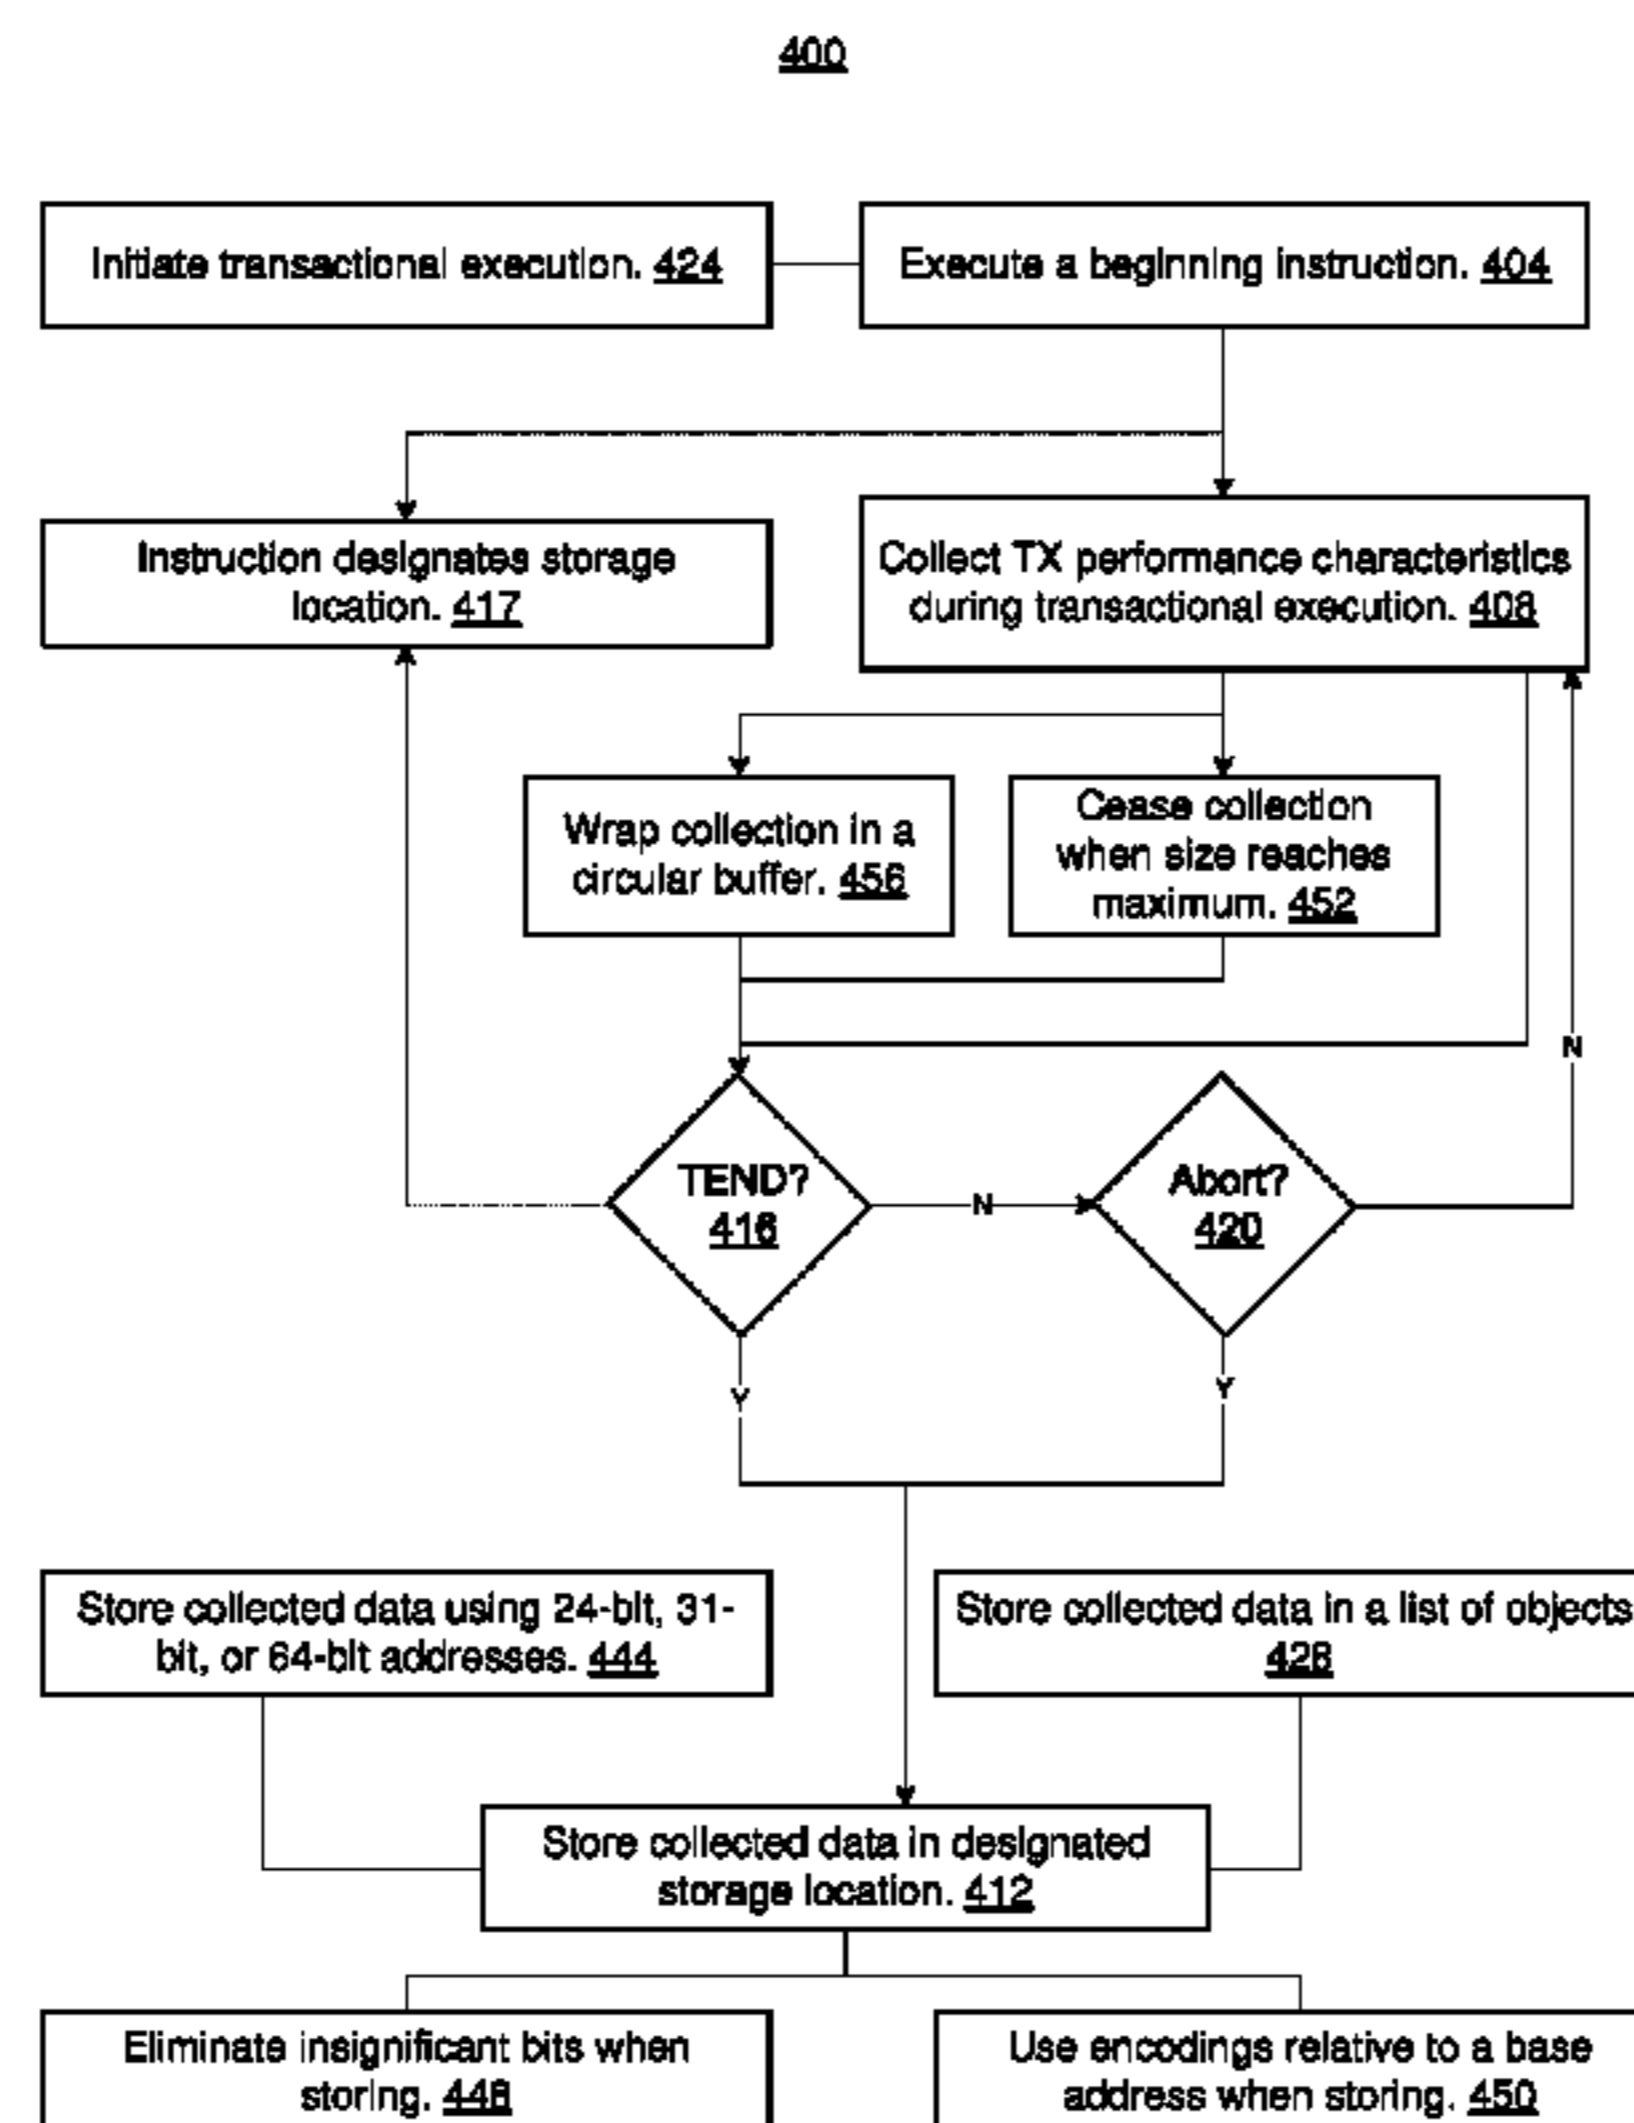 400
Initiate transactional execution. 424
Execute a beginning instruction. 404
Instruction designates storage
location. 417
Collect TX performance characteristics
during transactional execution. 408
Wrap collection in a
circular buffer. 456
Cease collection
when size reaches
maximum. 452
N
TEND?
416
N
Abort?
420
Y
Y
Store collected data using 24-bit, 31-
bit, or 64-bit addresses. 444
Store collected data in a list of objects
428
Store collected data in designated
storage location. 412
Eliminate insignificant bits when
storing. 448
Use encodings relative to a base
address when storing. 450